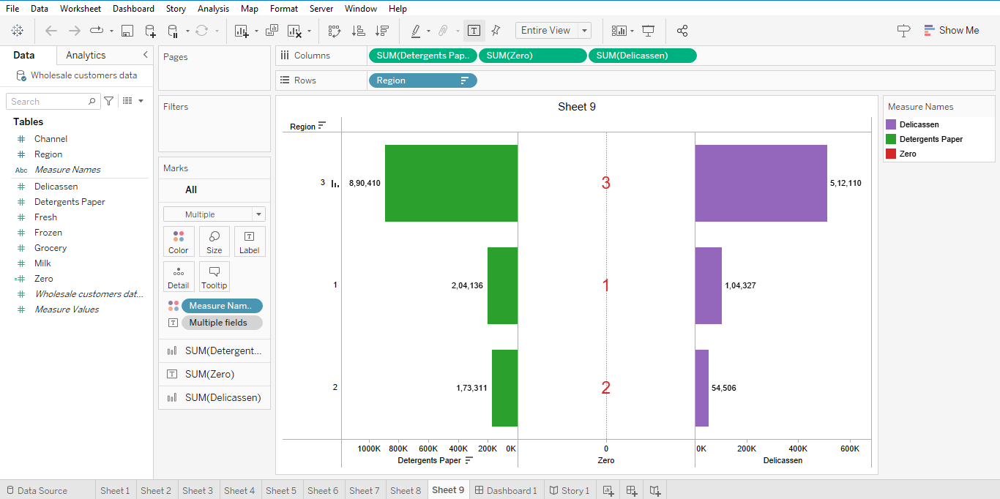 File Data Worksheet Dashboard Story Analysis Map Format Server Window Help
Entire View
Show Me
Data Analytics
Wholesale customers data
Search
Tables
Channel
Region
Abc Measure Names
Delicassen
Detergents Paper
Fresh
Frozen
Grocery
Milk
Zero
Wholesale customers dat...
Measure Values
Pages
Filters
Marks
All
Multiple
Color Size Label
Detail Tooltip
Measure Nam..
Multiple fields
SUM(Detergent...
SUM(Zero)
SUM(Delicassen)
Columns SUM(Detergents Pap.. SUM(Zero) SUM(Delicassen)
Rows Region
Sheet 9
Region
3 8,90,410 3 5,12,110
1 2,04,136 1 1,04,327
2 1,73,311 2 54,506
1000K 800K 600K 400K 200K 0K 0 0K 200K 400K 600K
Detergents Paper Zero Delicassen
Measure Names
Delicassen
Detergents Paper
Zero
Data Source Sheet 1 Sheet 2 Sheet 3 Sheet 4 Sheet 5 Sheet 6 Sheet 7 Sheet 8 Sheet 9 Dashboard 1 Story 1